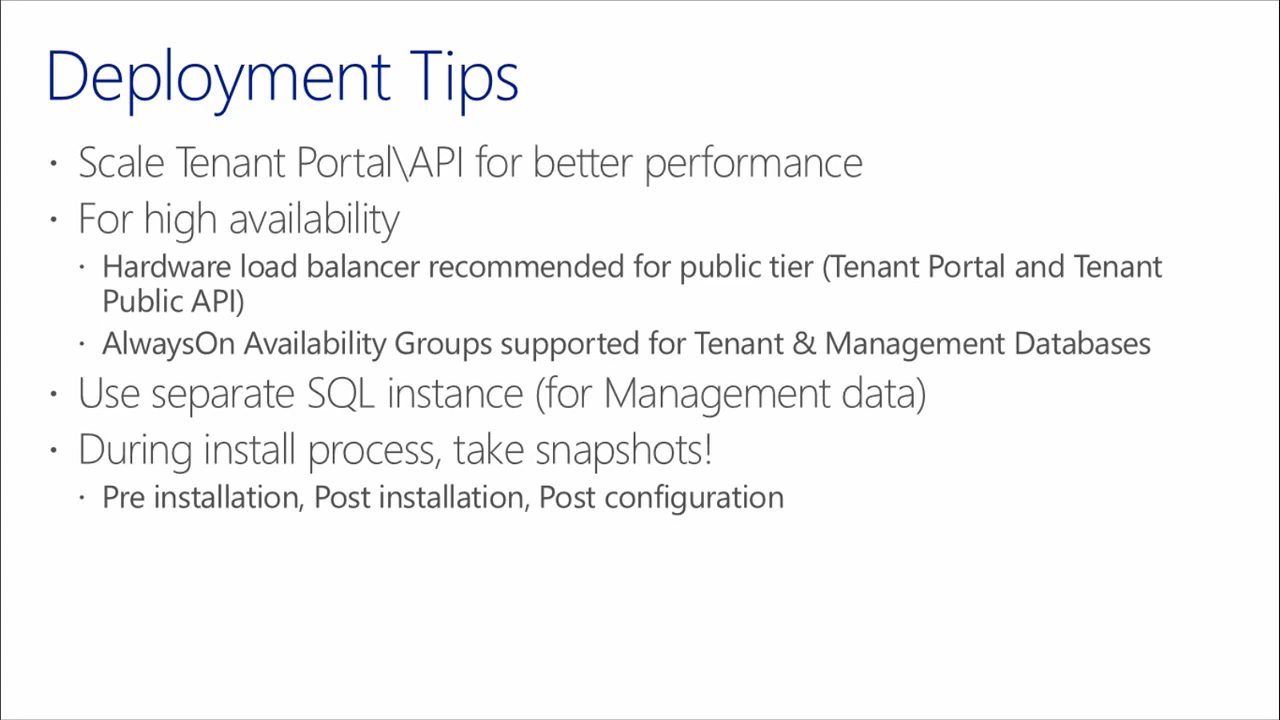 Deployment Tips
· Scale Tenant Portal\API for better performance
· For high availability
· Hardware load balancer recommended for public tier (Tenant Portal and Tenant
Public API)
· AlwaysOn Availability Groups supported for Tenant & Management Databases
· Use separate SQL instance (for Management data)
· During install process, take snapshots!
· Pre installation, Post installation, Post configuration